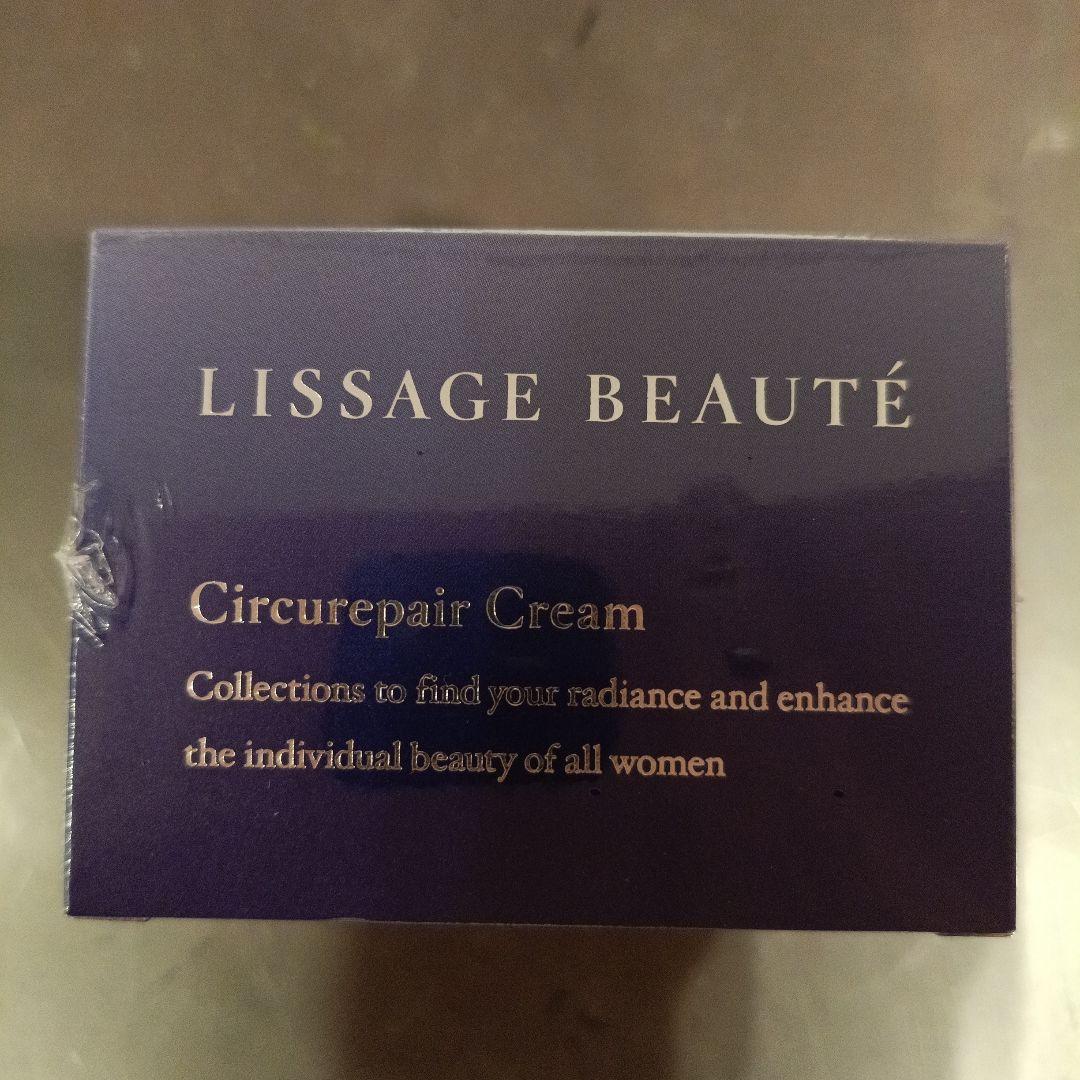 LISSAGE BEAUTÉ
Circurepair Cream
Collections to find your radiance and enhance
the individual beauty of all women